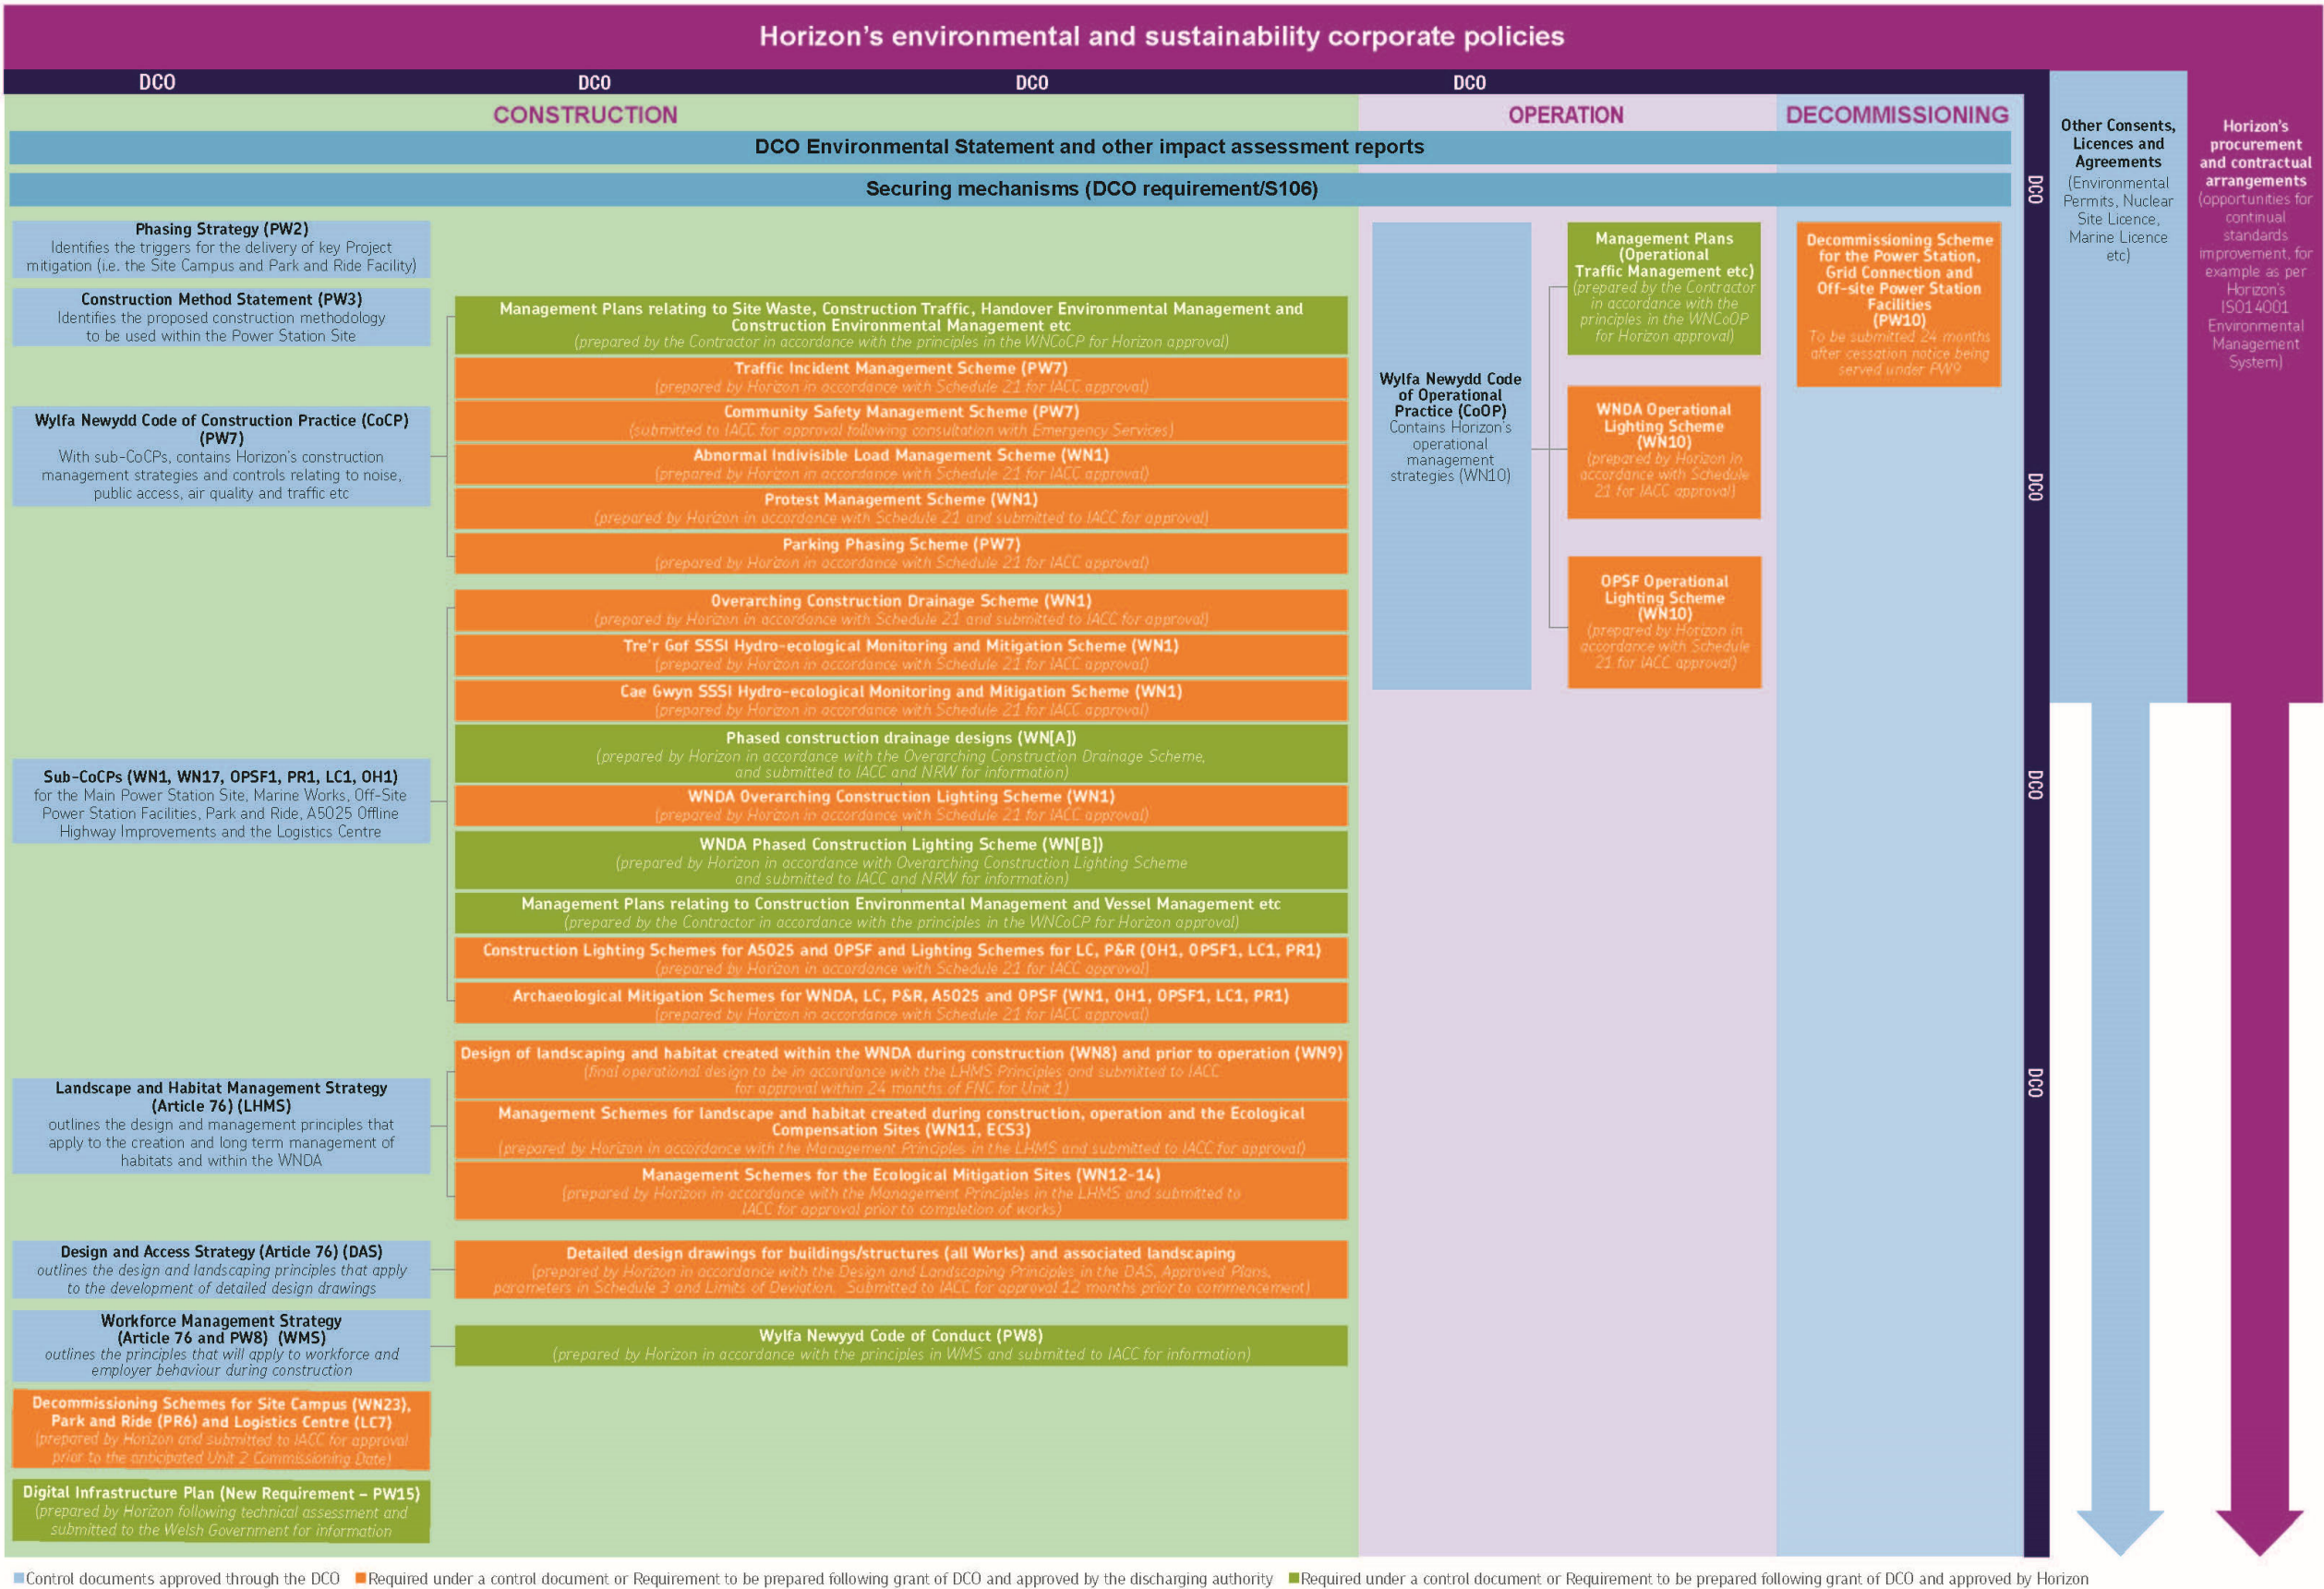 Horizon's environmental and sustainability corporate policies
DCO
DCO
DCO
DCO
CONSTRUCTION
OPERATION
DECOMMISSIONING
DCO Environmental Statement and other impact assessment reports
Securing mechanisms (DCO requirement/S106)
Phasing Strategy (PW2)
Identifies the triggers for the delivery of key Project
mitigation (i.e. the Site Campus and Park and Ride Facility)
Construction Method Statement (PW3)
Identifies the proposed construction methodology
to be used within the Power Station Site
Wylfa Newydd Code of Construction Practice (CoCP)
(PW7)
With sub-CoCPs, contains Horizon's construction
management strategies and controls relating to noise,
public access, air quality and traffic etc
Management Plans relating to Site Waste, Construction Traffic, Handover Environmental Management and
Construction Environmental Management etc
(prepared by the Contractor in accordance with the principles in the WNCoCP for Horizon approval)
Traffic Incident Management Scheme (PW7)
(prepared by Horizon in accordance with Schedule 21 for IACC approval)
Community Safety Management Scheme (PW7)
(submitted to IACC for approval following consultation with Emergency Services)
Abnormal Indivisible Load Management Scheme (WN1)
(prepared by Horizon in accordance with Schedule 21 for IACC approval)
Protest Management Scheme (WN1)
(prepared by Horizon in accordance with Schedule 21 and submitted to IACC for approval)
Parking Phasing Scheme (PW7)
(prepared by Horizon in accordance with Schedule 21 for IACC approval)
Sub-CoCPs (WN1, WN17, OPSF1, PR1, LC1, OH1)
for the Main Power Station Site, Marine Works, Off-Site
Power Station Facilities, Park and Ride, A5025 Offline
Highway Improvements and the Logistics Centre
Overarching Construction Drainage Scheme (WN1)
(prepared by Horizon in accordance with Schedule 21 and submitted to IACC for approval)
Tre'r Gof SSSI Hydro-ecological Monitoring and Mitigation Scheme (WN1)
(prepared by Horizon in accordance with Schedule 21 for IACC approval)
Cae Gwyn SSSI Hydro-ecological Monitoring and Mitigation Scheme (WN1)
(prepared by Horizon in accordance with Schedule 21 for IACC approval)
Phased construction drainage designs (WN[A])
(prepared by Horizon in accordance with the Overarching Construction Drainage Scheme,
and submitted to IACC and NRW for information)
WNDA Overarching Construction Lighting Scheme (WN1)
(prepared by Horizon in accordance with Schedule 21 for IACC approval)
WNDA Phased Construction Lighting Scheme (WN[B])
(prepared by Horizon in accordance with Overarching Construction Lighting Scheme
and submitted to IACC and NRW for information)
Management Plans relating to Construction Environmental Management and Vessel Management etc
(prepared by the Contractor in accordance with the principles in the WNCoCP for Horizon approval)
Construction Lighting Schemes for A5025 and OPSF and Lighting Schemes for LC, P&R (OH1, OPSF1, LC1, PR1)
(prepared by Horizon in accordance with Schedule 21 for IACC approval)
Archaeological Mitigation Schemes for WNDA, LC, P&R, A5025 and OPSF (WN1, OH1, OPSF1, LC1, PR1)
(prepared by Horizon in accordance with Schedule 21 for IACC approval)
Landscape and Habitat Management Strategy
(Article 76) (LHMS)
outlines the design and management principles that
apply to the creation and long term management of
habitats and within the WNDA
Design of landscaping and habitat created within the WNDA during construction (WN8) and prior to operation (WN9)
(final operational design to be in accordance with the LHMS Principles and submitted to IACC
for approval within 24 months of FNC for Unit 1)
Management Schemes for landscape and habitat created during construction, operation and the Ecological
Compensation Sites (WN11, ECS3)
(prepared by Horizon in accordance with the Management Principles in the LHMS and submitted to IACC for approval)
Management Schemes for the Ecological Mitigation Sites (WN12-14)
(prepared by Horizon in accordance with the Management Principles in the LHMS and submitted to
IACC for approval prior to completion of works)
Design and Access Strategy (Article 76) (DAS)
outlines the design and landscaping principles that apply
to the development of detailed design drawings
Detailed design drawings for buildings/structures (all Works) and associated landscaping
(prepared by Horizon in accordance with the Design and Landscaping Principles in the DAS, Approved Plans,
parameters in Schedule 3 and Limits of Deviation. Submitted to IACC for approval 12 months prior to commencement)
Workforce Management Strategy
(Article 76 and PW8) (WMS)
outlines the principles that will apply to workforce and
employer behaviour during construction
Wylfa Newyyd Code of Conduct (PW8)
(prepared by Horizon in accordance with the principles in WMS and submitted to IACC for information)
Decommissioning Schemes for Site Campus (WN23),
Park and Ride (PR6) and Logistics Centre (LC7)
(prepared by Horizon and submitted to IACC for approval
prior to the anticipated Unit 2 Commissioning Date)
Digital Infrastructure Plan (New Requirement – PW15)
(prepared by Horizon following technical assessment and
submitted to the Welsh Government for information
Wylfa Newydd Code
of Operational
Practice (CoOP)
Contains Horizon's
operational
management
strategies (WN10)
Management Plans
(Operational
Traffic Management etc)
(prepared by the Contractor
in accordance with the
principles in the WNCoOP
for Horizon approval)
WNDA Operational
Lighting Scheme
(WN10)
(prepared by Horizon in
accordance with Schedule
21 for IACC approval)
OPSF Operational
Lighting Scheme
(WN10)
(prepared by Horizon in
accordance with Schedule
21 for IACC approval)
Decommissioning Scheme
for the Power Station,
Grid Connection and
Off-site Power Station
Facilities
(PW10)
To be submitted 24 months
after cessation notice being
served under PW9
DCO
DCO
DCO
DCO
Other Consents,
Licences and
Agreements
(Environmental
Permits, Nuclear
Site Licence,
Marine Licence
etc)
Horizon's
procurement
and contractual
arrangements
(opportunities for
continual
standards
improvement, for
example as per
Horizon's
ISO14001
Environmental
Management
System)
Control documents approved through the DCO
Required under a control document or Requirement to be prepared following grant of DCO and approved by the discharging authority
Required under a control document or Requirement to be prepared following grant of DCO and approved by Horizon